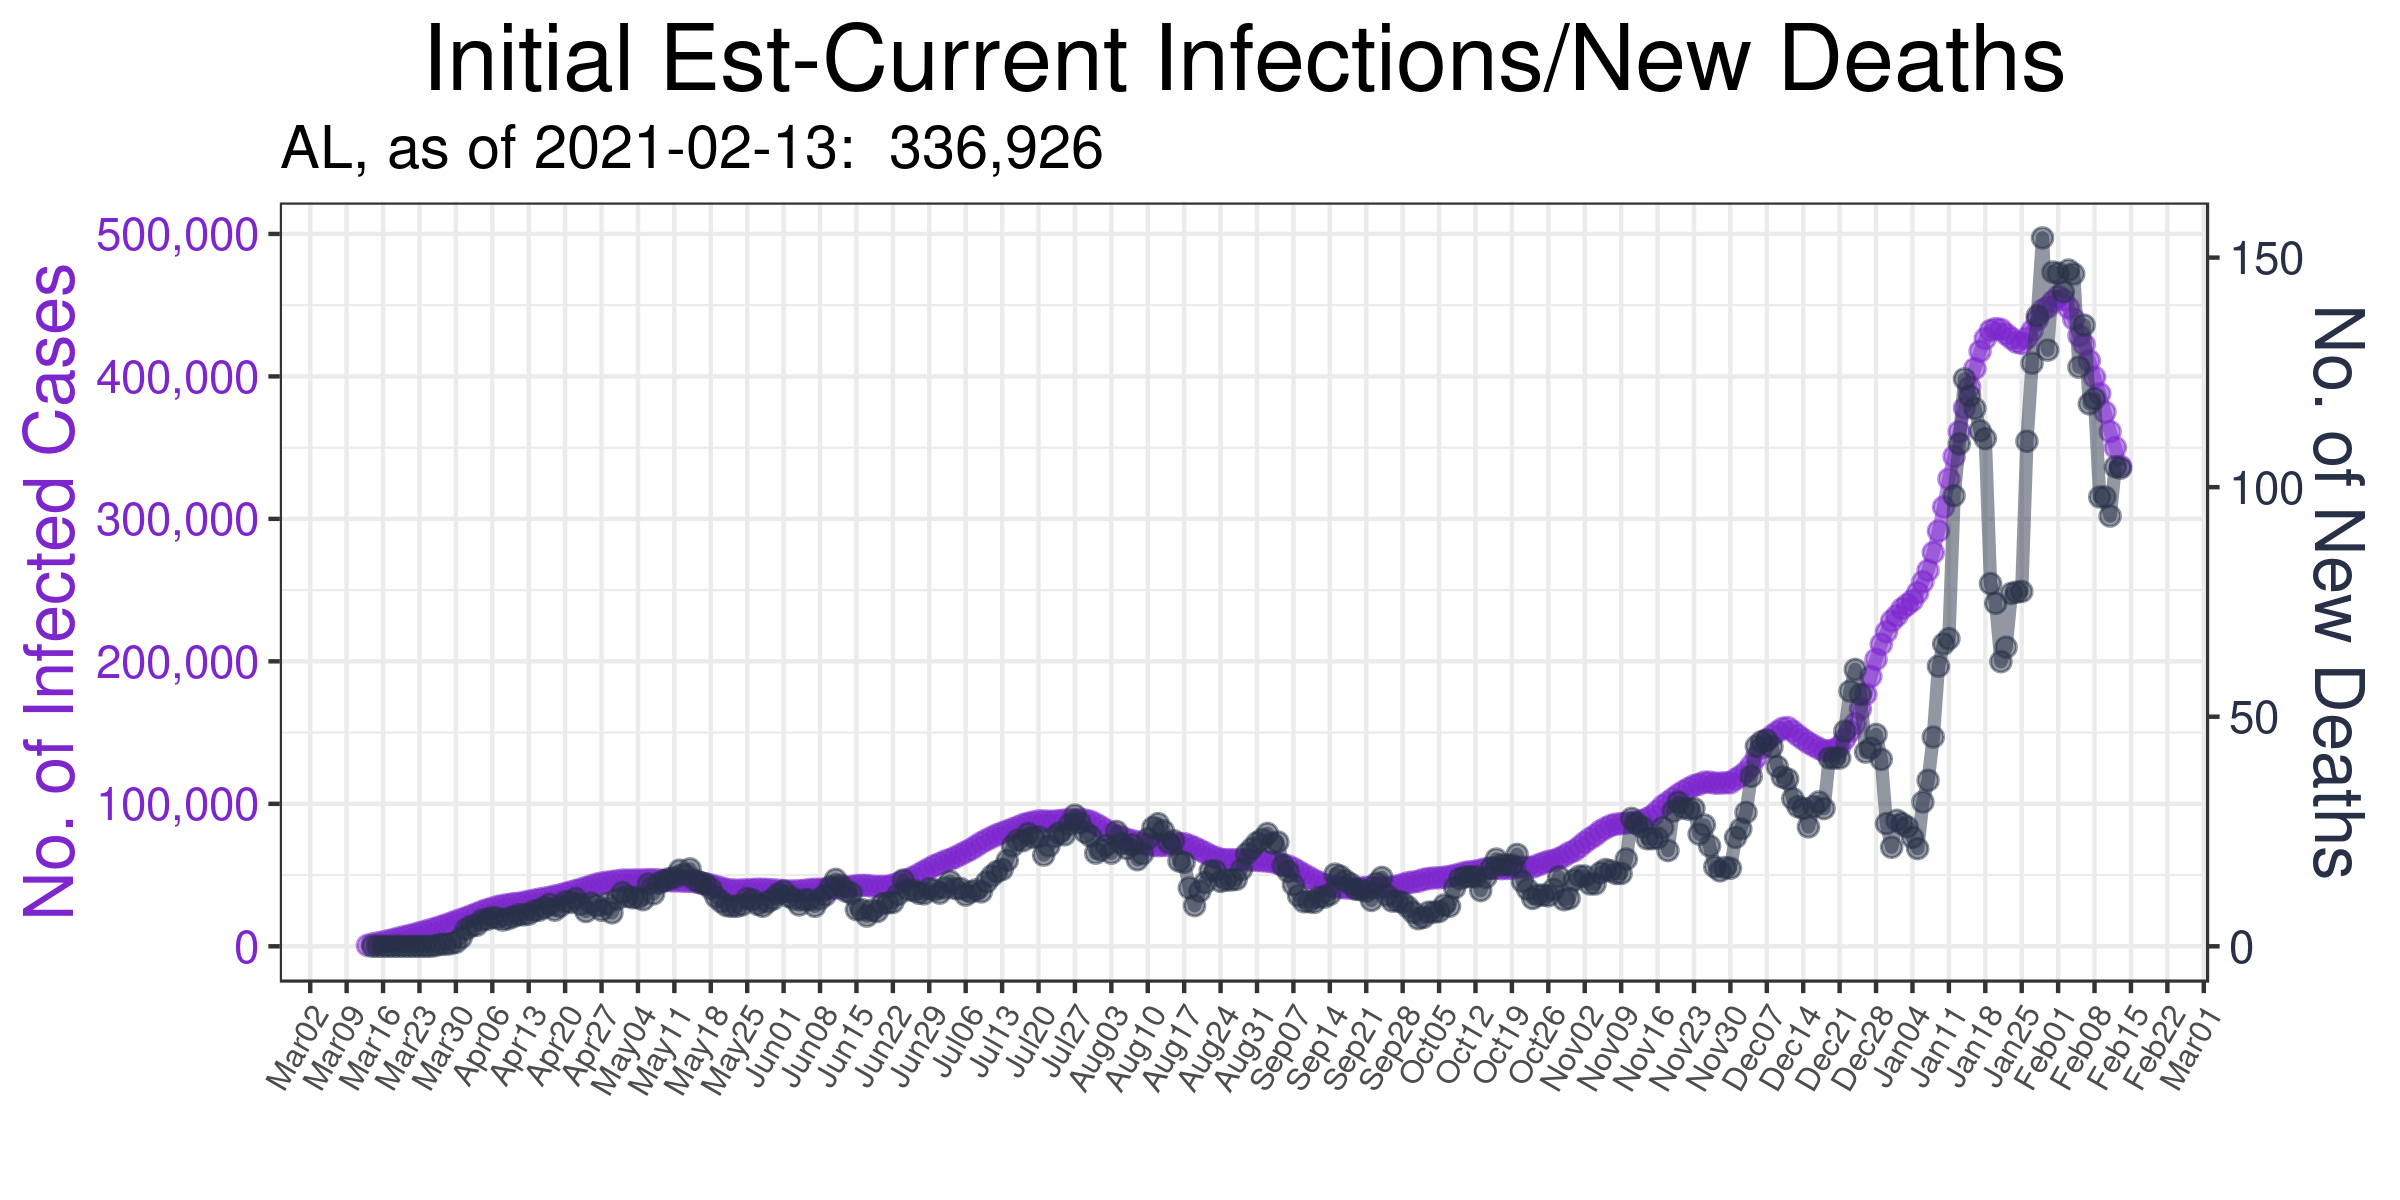 Initial Est-Current Infections/New Deaths
AL, as of 2021-02-13:  336,926
No. of Infected Cases
500,000
400,000
300,000
200,000
100,000
0
150
100
50
0
No. of New Deaths
Mar02
Mar09
Mar16
Mar23
Mar30
Apr06
Apr13
Apr20
Apr27
May04
May11
May18
May25
Jun01
Jun08
Jun15
Jun22
Jun29
Jul06
Jul13
Jul20
Jul27
Aug03
Aug10
Aug17
Aug24
Aug31
Sep07
Sep14
Sep21
Sep28
Oct05
Oct12
Oct19
Oct26
Nov02
Nov09
Nov16
Nov23
Nov30
Dec07
Dec14
Dec21
Dec28
Jan04
Jan11
Jan18
Jan25
Feb01
Feb08
Feb15
Feb22
Mar01